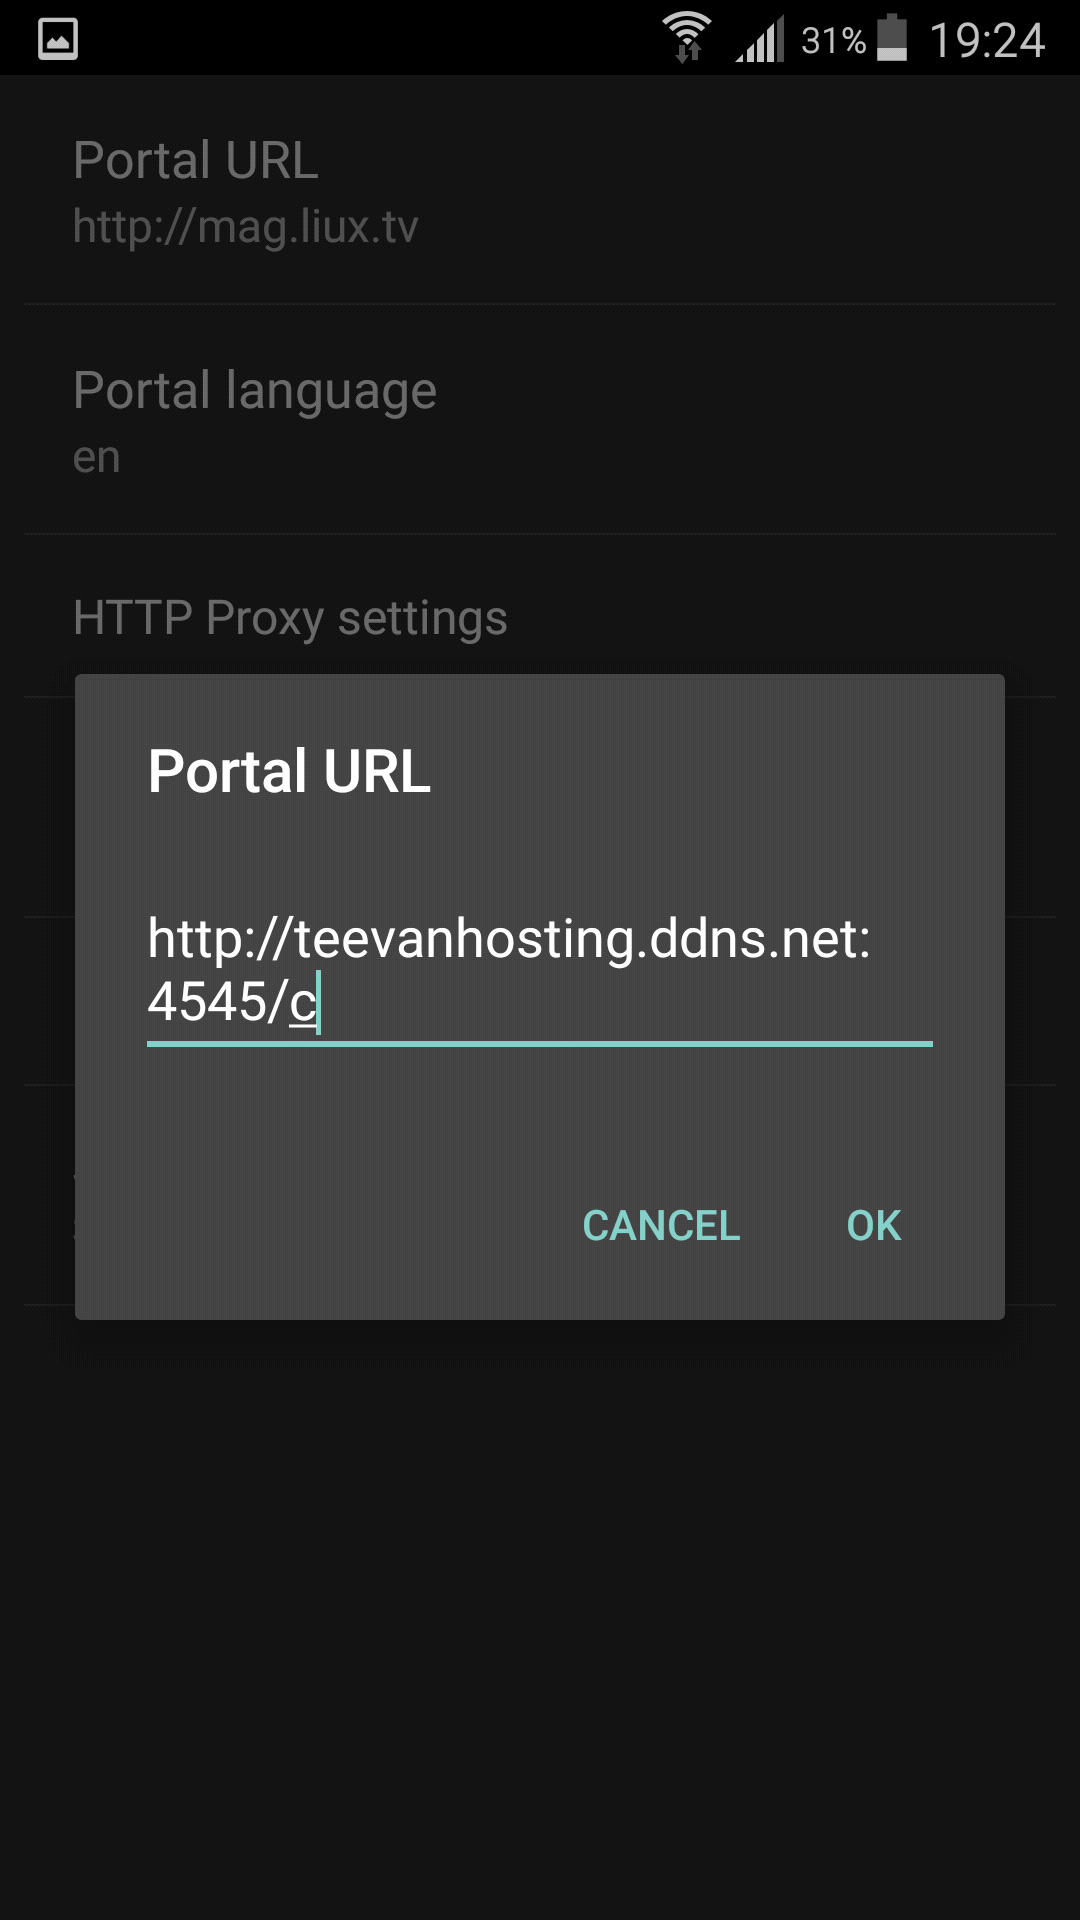 31% 19:24
Portal URL
http://mag.liux.tv
Portal language
en
HTTP Proxy settings
Portal URL
http://teevanhosting.ddns.net:
4545/c
CANCEL OK